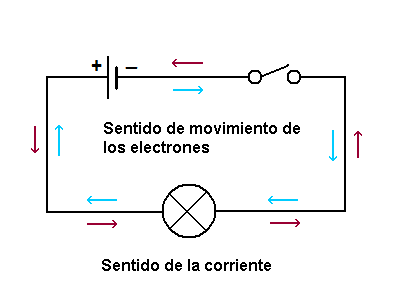 + –
Sentido de movimiento de
los electrones
Sentido de la corriente